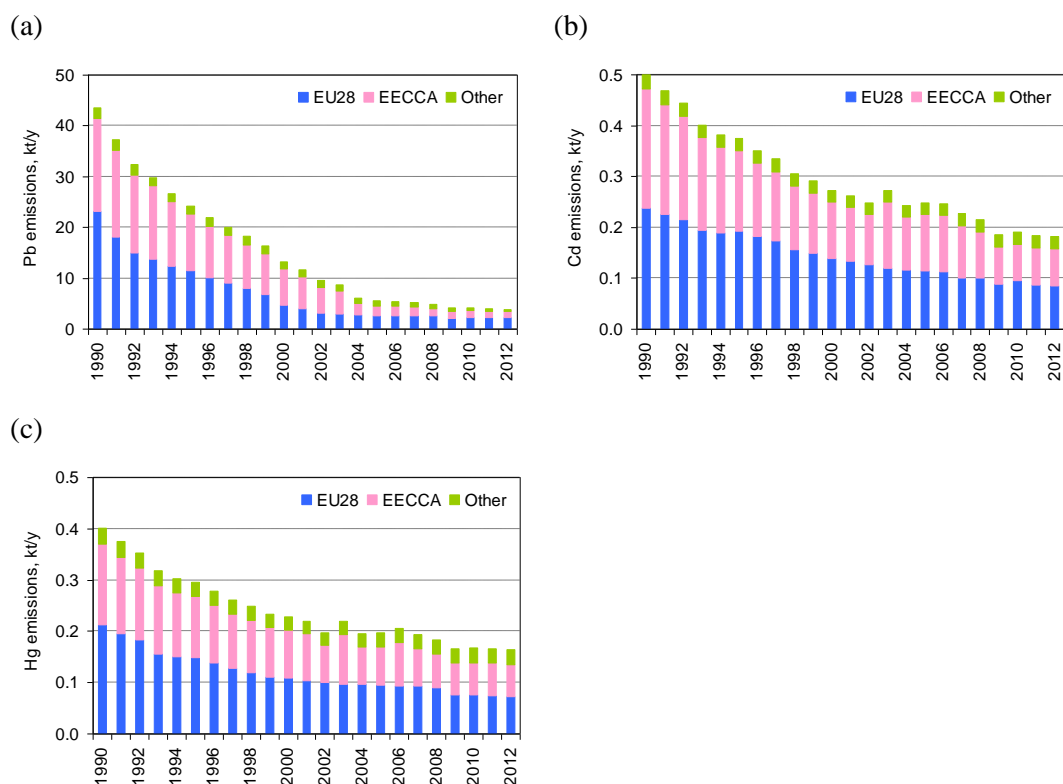 (a)
Pb emissions, kt/y
50
40
30
20
10
0
EU28 EECCA Other
1990 1992 1994 1996 1998 2000 2002 2004 2006 2008 2010 2012
(b)
Cd emissions, kt/y
0.5
0.4
0.3
0.2
0.1
0.0
EU28 EECCA Other
1990 1992 1994 1996 1998 2000 2002 2004 2006 2008 2010 2012
(c)
Hg emissions, kt/y
0.5
0.4
0.3
0.2
0.1
0.0
EU28 EECCA Other
1990 1992 1994 1996 1998 2000 2002 2004 2006 2008 2010 2012